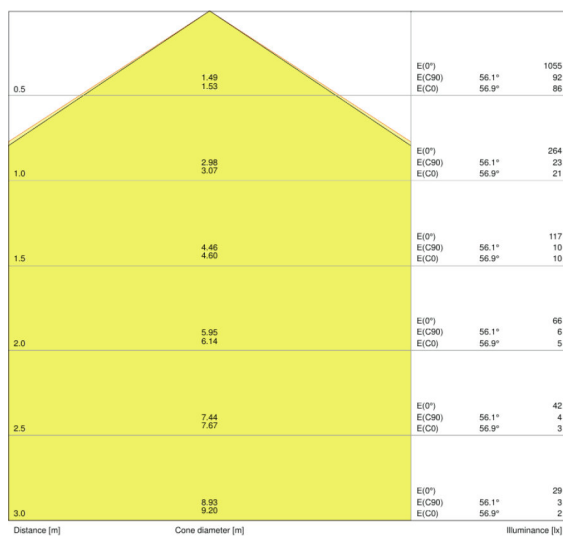 E(0°) 1055
1.49 E(C90) 56.1° 92
0.5 1.53 E(C0) 56.9° 86
E(0°) 264
2.98 E(C90) 56.1° 23
1.0 3.07 E(C0) 56.9° 21
E(0°) 117
4.46 E(C90) 56.1° 10
1.5 4.60 E(C0) 56.9° 10
E(0°) 66
5.95 E(C90) 56.1° 6
2.0 6.14 E(C0) 56.9° 5
E(0°) 42
7.44 E(C90) 56.1° 4
2.5 7.67 E(C0) 56.9° 3
E(0°) 29
8.93 E(C90) 56.1° 3
3.0 9.20 E(C0) 56.9° 2
Distance [m] Cone diameter [m] Illuminance [lx]